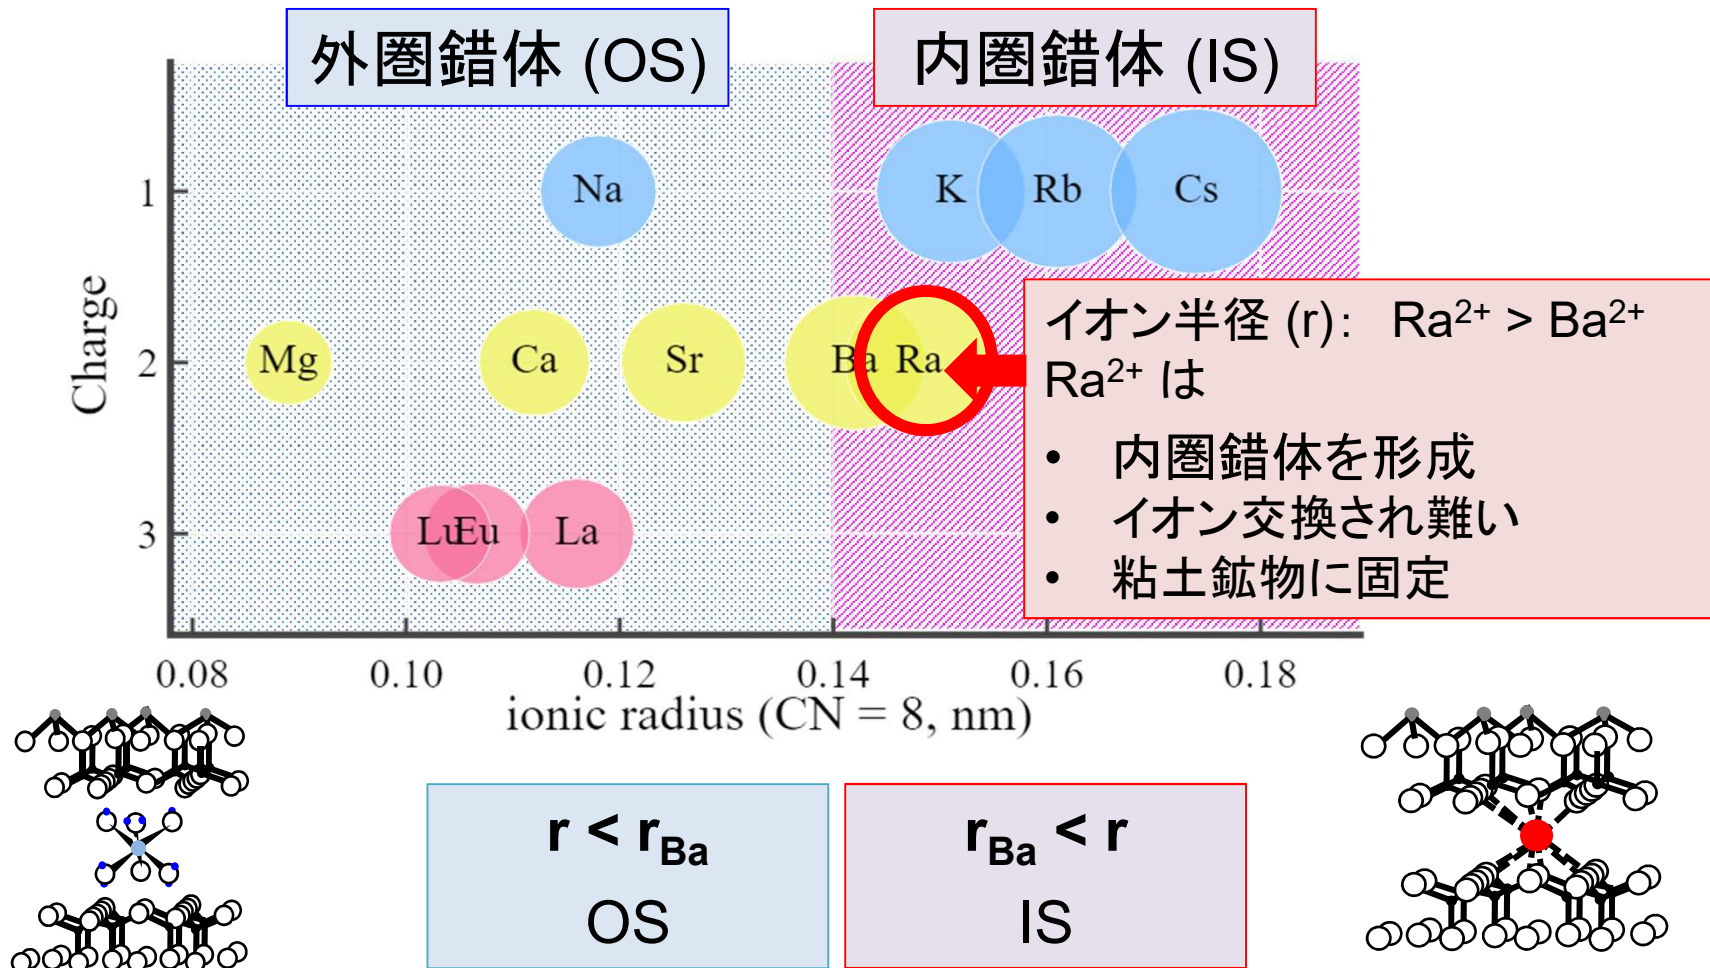 外圏錯体 (OS)
内圏錯体 (IS)
Charge
1
2
3
Na
K
Rb
Cs
Mg
Ca
Sr
Ba
Ra
Lu
Eu
La
イオン半径 (r): Ra²⁺ > Ba²⁺
Ra²⁺ は
• 内圏錯体を形成
• イオン交換され難い
• 粘土鉱物に固定
0.08
0.10
0.12
0.14
0.16
0.18
ionic radius (CN = 8, nm)
r < r_Ba
OS
r_Ba < r
IS